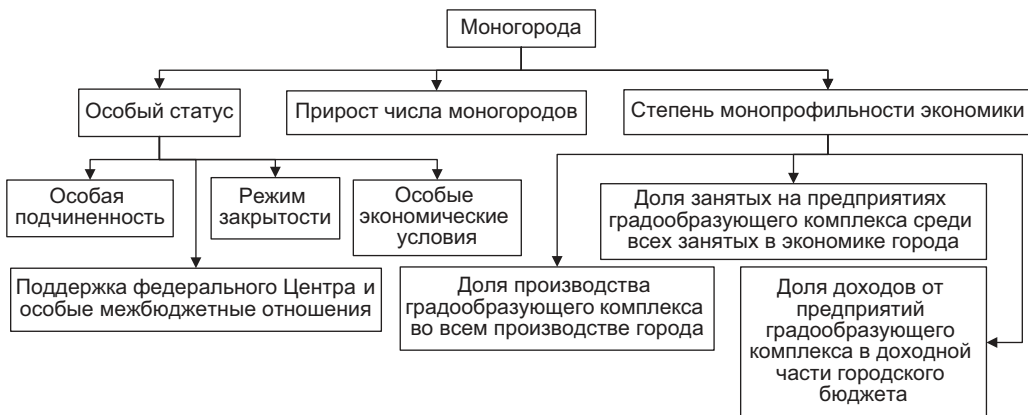 Моногорода
Особый статус
Прирост числа моногородов
Степень монопрофильности экономики
Особая
подчиненность
Режим
закрытости
Особые
экономические
условия
Доля занятых на предприятиях
градообразующего комплекса среди
всех занятых в экономике города
Поддержка федерального Центра и
особые межбюджетные отношения
Доля производства
градообразующего комплекса
во всем производстве города
Доля доходов от
предприятий
градообразующего
комплекса в доходной
части городского
бюджета